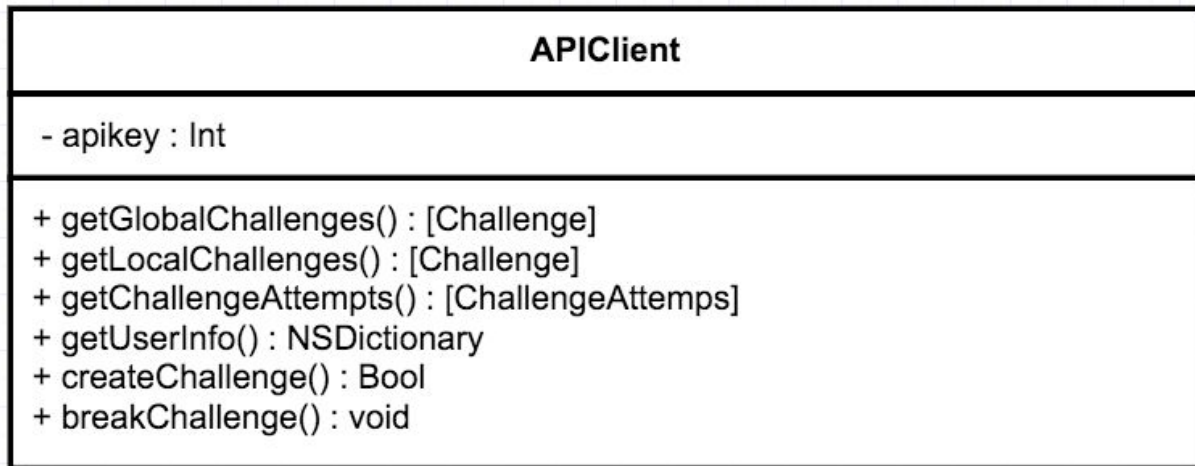 APIClient
- apikey : Int
+ getGlobalChallenges() : [Challenge]
+ getLocalChallenges() : [Challenge]
+ getChallengeAttempts() : [ChallengeAttemps]
+ getUserInfo() : NSDictionary
+ createChallenge() : Bool
+ breakChallenge() : void